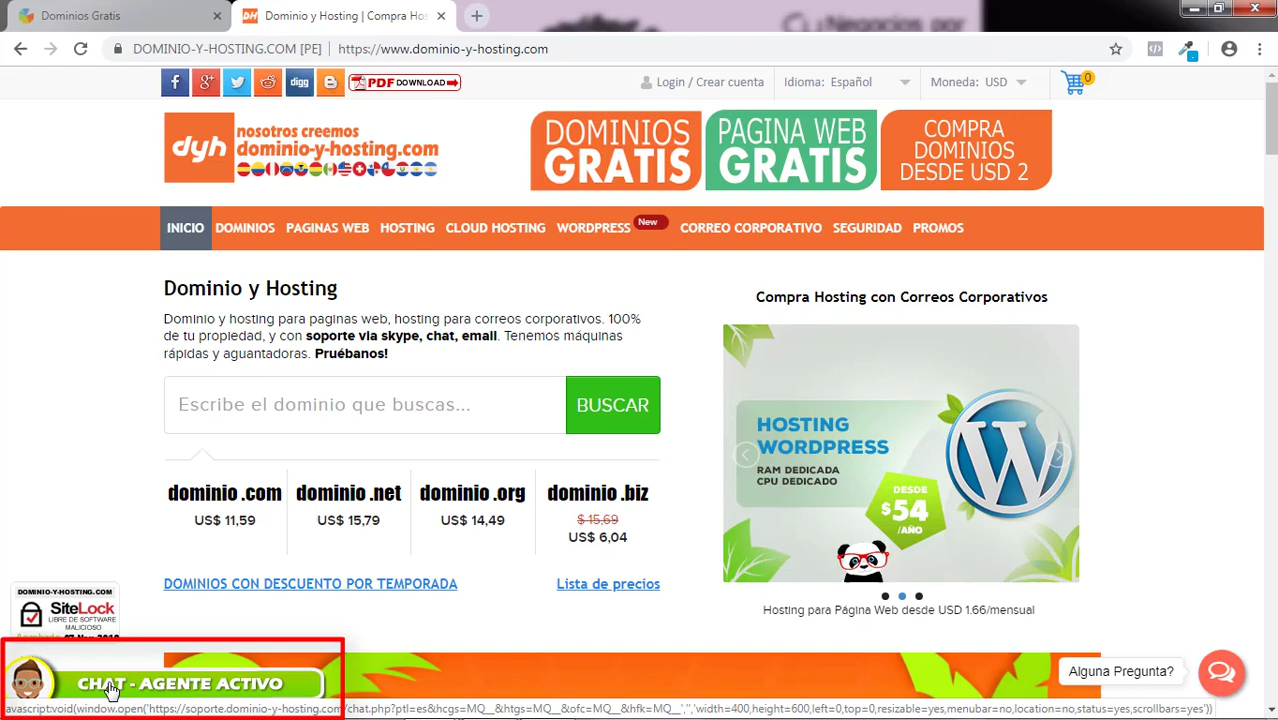 Dominios Gratis
Dominio y Hosting | Compra Hos
DOMINIO-Y-HOSTING.COM [PE]
https://www.dominio-y-hosting.com
PDF DOWNLOAD
Login / Crear cuenta
Idioma: Español
Moneda: USD
0
dyh
nosotros creemos
dominio-y-hosting.com
DOMINIOS
GRATIS
PAGINA WEB
GRATIS
COMPRA
DOMINIOS
DESDE USD 2
INICIO
DOMINIOS
PAGINAS WEB
HOSTING
CLOUD HOSTING
WORDPRESS
New
CORREO CORPORATIVO
SEGURIDAD
PROMOS
Dominio y Hosting
Dominio y hosting para paginas web, hosting para correos corporativos. 100%
de tu propiedad, y con soporte via skype, chat, email. Tenemos máquinas
rápidas y aguantadoras. Pruébanos!
Escribe el dominio que buscas...
BUSCAR
dominio .com
US$ 11,59
dominio .net
US$ 15,79
dominio .org
US$ 14,49
dominio .biz
$ 15,69
US$ 6,04
DOMINIOS CON DESCUENTO POR TEMPORADA
Lista de precios
Compra Hosting con Correos Corporativos
HOSTING
WORDPRESS
RAM DEDICADA
CPU DEDICADO
DESDE
$54
/AÑO
Hosting para Página Web desde USD 1.66/mensual
DOMINIO-Y-HOSTING.COM
SiteLock
LIBRE DE SOFTWARE
MALICIOSO
CHAT - AGENTE ACTIVO
Alguna Pregunta?
avascript:void(window.open('https://soporte.dominio-y-hosting.com/chat.php?ptl=es&hcgs=MQ__&htgs=MQ__&ofc=MQ__&hfk=MQ__','','width=400,height=600,left=0,top=0,resizable=yes,menubar=no,location=no,status=yes,scrollbars=yes'))